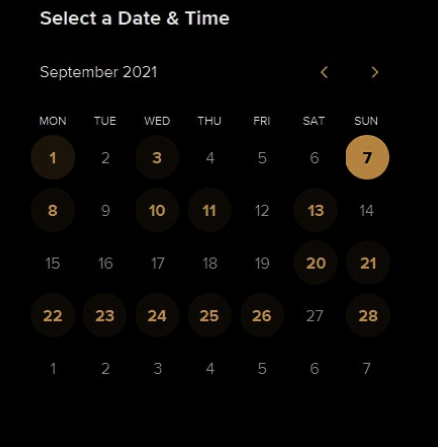 Select a Date & Time
September 2021
MON TUE WED THU FRI SAT SUN
1 2 3 4 5 6 7
8 9 10 11 12 13 14
15 16 17 18 19 20 21
22 23 24 25 26 27 28
1 2 3 4 5 6 7